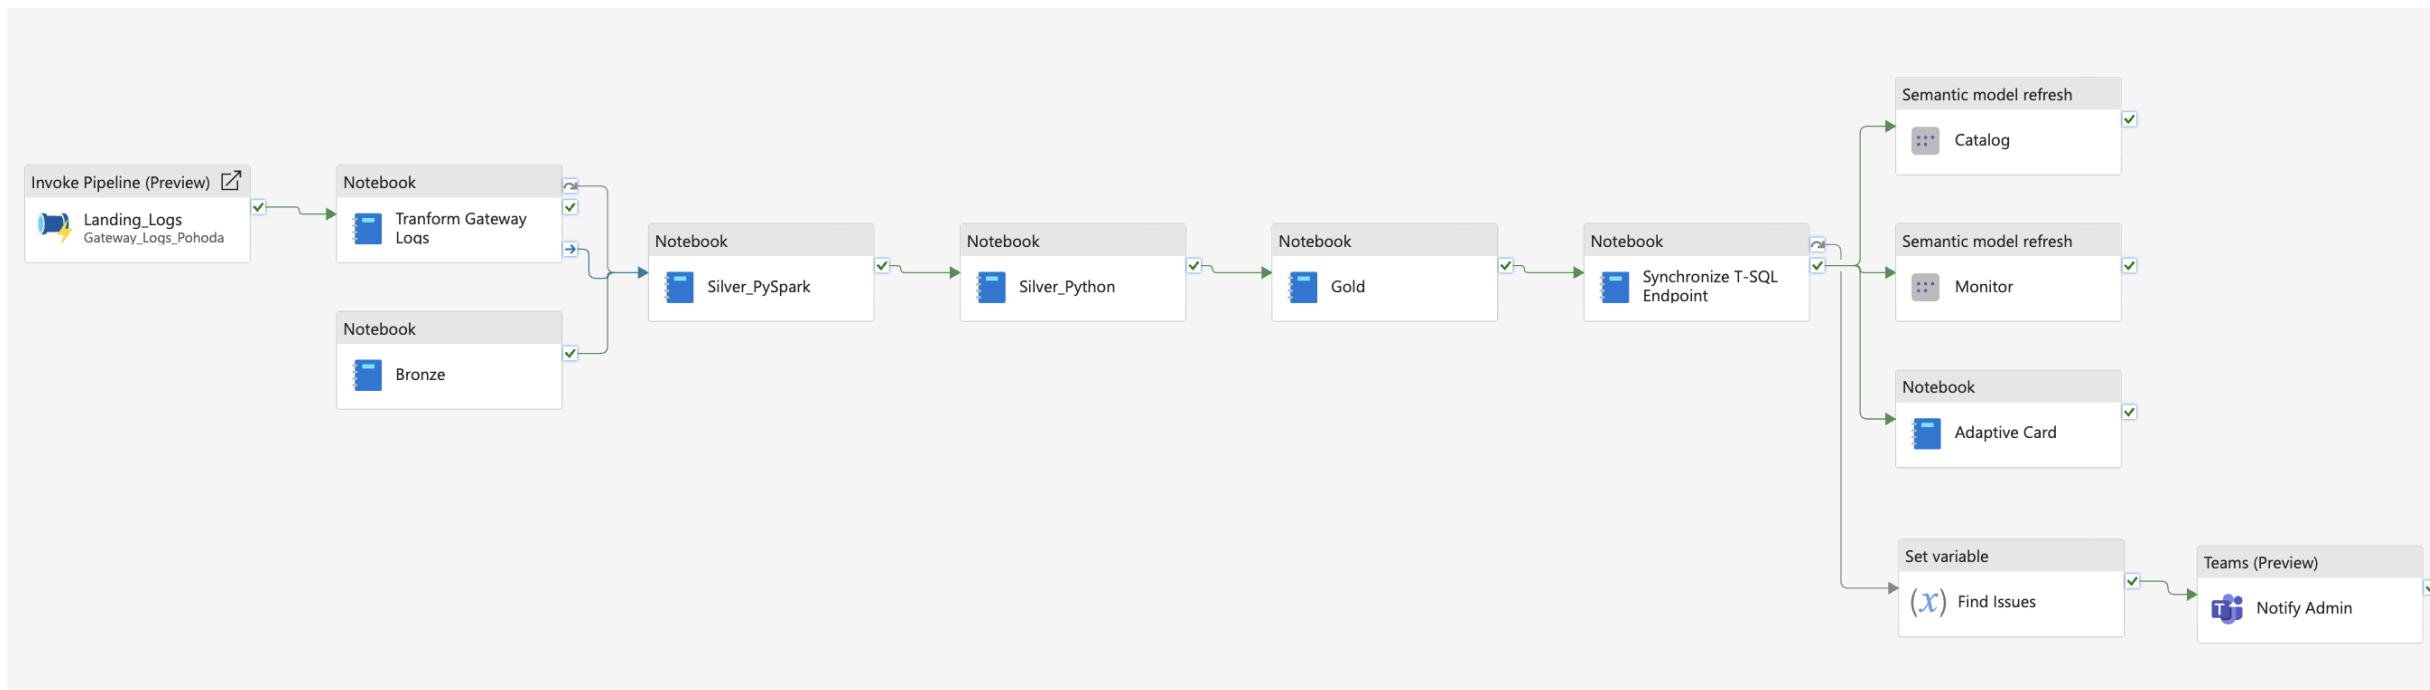 Invoke Pipeline (Preview)
Landing_Logs
Gateway_Logs_Pohoda
Notebook
Tranform Gateway
Logs
Notebook
Bronze
Notebook
Silver_PySpark
Notebook
Silver_Python
Notebook
Gold
Notebook
Synchronize T-SQL
Endpoint
Semantic model refresh
Catalog
Semantic model refresh
Monitor
Notebook
Adaptive Card
Set variable
(x) Find Issues
Teams (Preview)
T Notify Admin